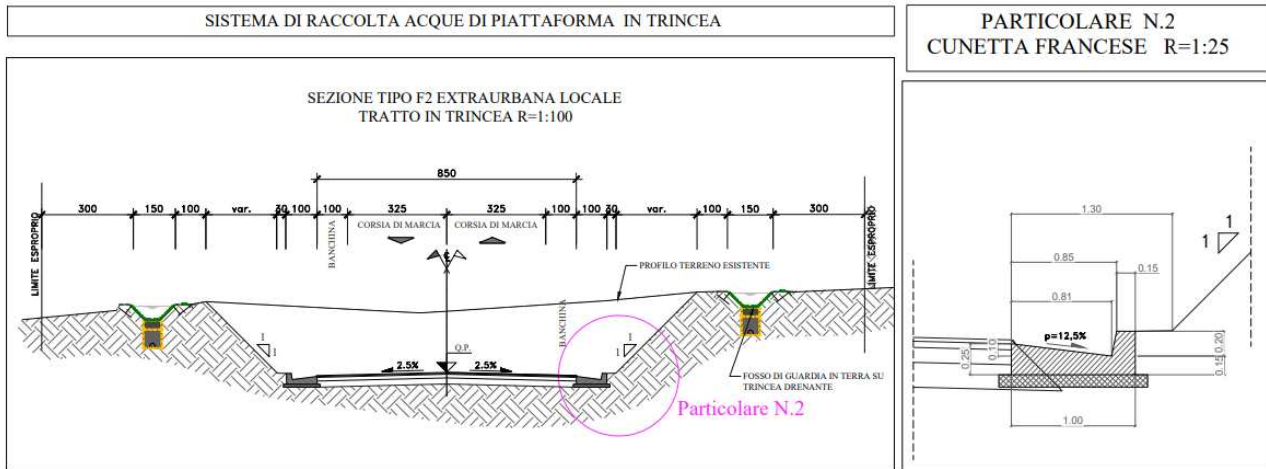 SISTEMA DI RACCOLTA ACQUE DI PIATTAFORMA IN TRINCEA
PARTICOLARE N.2
CUNETTA FRANCESE R=1:25
SEZIONE TIPO F2 EXTRAURBANA LOCALE
TRATTO IN TRINCEA R=1:100
850
300 150 100 var. 30 100 100 325 325 100 100 30 var. 100 150 300
LIMITE ESPROPRIO
BANCHINA
CORSIA DI MARCIA
CORSIA DI MARCIA
LIMITE ESPROPRIO
PROFILO TERRENO ESISTENTE
BANCHINA
1
1
Q.P.
1
1
2.5% 2.5%
FOSSO DI GUARDIA IN TERRA SU
TRINCEA DRENANTE
Particolare N.2
1.30
1
1
0.85
0.15
0.81
p=12,5%
0.25
0.10
0.15
0.20
1.00